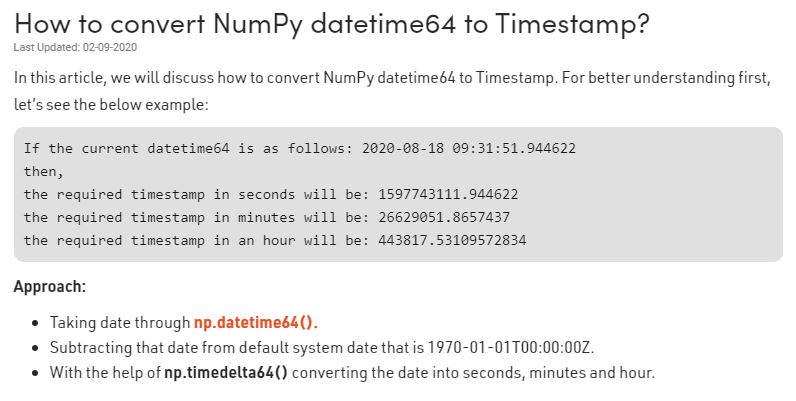 How to convert NumPy datetime64 to Timestamp?
Last Updated: 02-09-2020
In this article, we will discuss how to convert NumPy datetime64 to Timestamp. For better understanding first,
let's see the below example:
If the current datetime64 is as follows: 2020-08-18 09:31:51.944622
then,
the required timestamp in seconds will be: 1597743111.944622
the required timestamp in minutes will be: 26629051.8657437
the required timestamp in an hour will be: 443817.53109572834
Approach:
• Taking date through np.datetime64().
• Subtracting that date from default system date that is 1970-01-01T00:00:00Z.
• With the help of np.timedelta64() converting the date into seconds, minutes and hour.